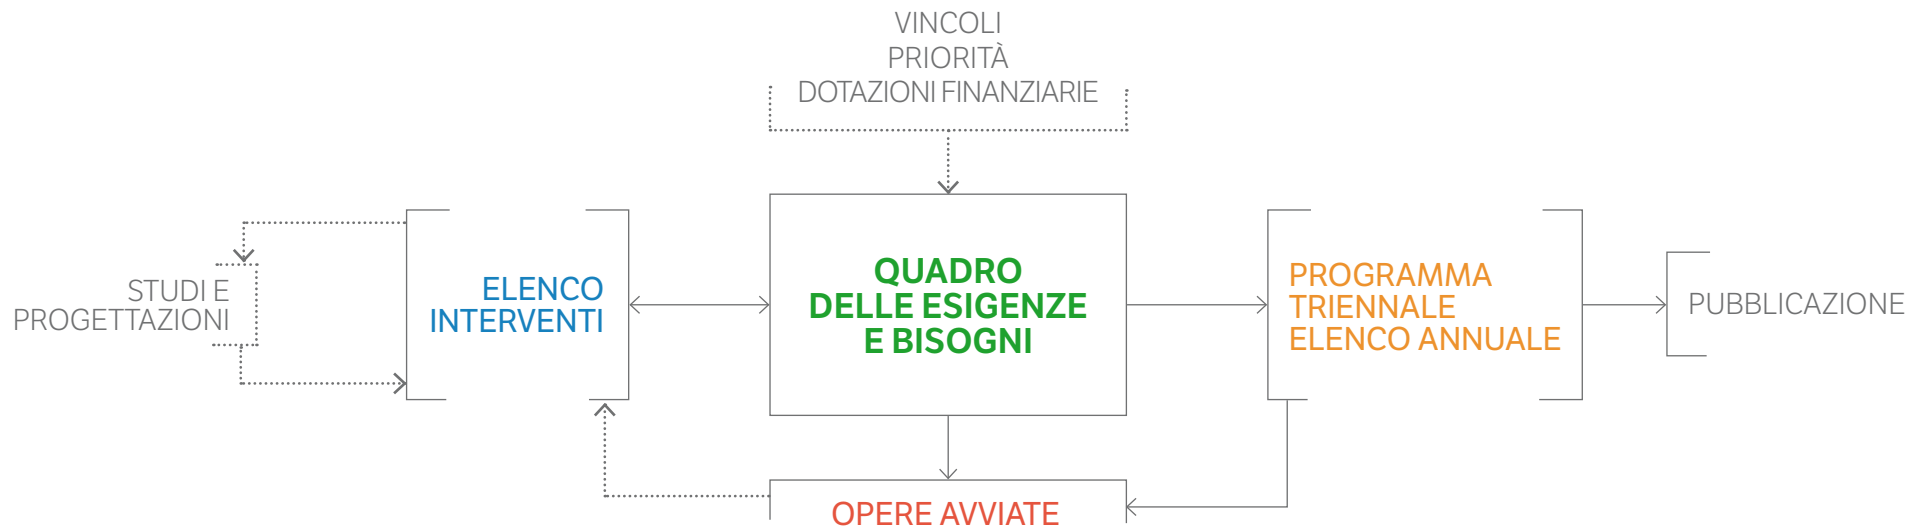 VINCOLI
PRIORITÀ
DOTAZIONI FINANZIARIE
STUDI E
PROGETTAZIONI
ELENCO
INTERVENTI
QUADRO
DELLE ESIGENZE
E BISOGNI
PROGRAMMA
TRIENNALE
ELENCO ANNUALE
PUBBLICAZIONE
OPERE AVVIATE